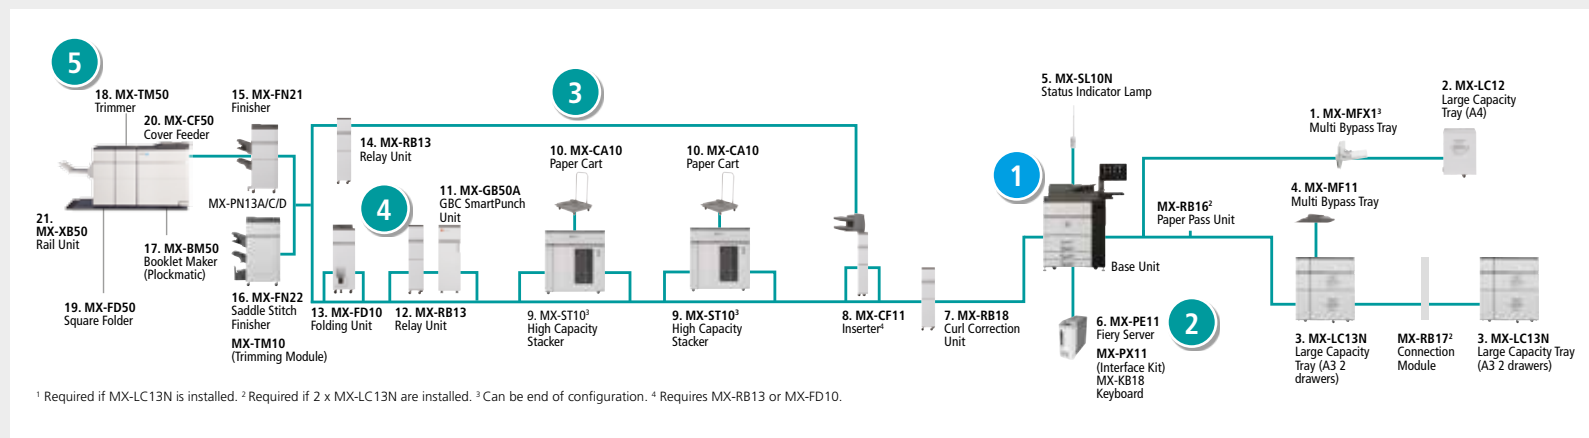 5
18. MX-TM50
Trimmer
20. MX-CF50
Cover Feeder
21.
MX-XB50
Rail Unit
17. MX-BM50
Booklet Maker
(Plockmatic)
19. MX-FD50
Square Folder
15. MX-FN21
Finisher
MX-PN13A/C/D
16. MX-FN22
Saddle Stitch
Finisher
MX-TM10
(Trimming Module)
3
14. MX-RB13
Relay Unit
4
11. MX-GB50A
GBC SmartPunch
Unit
13. MX-FD10
Folding Unit
12. MX-RB13
Relay Unit
10. MX-CA10
Paper Cart
9. MX-ST10³
High Capacity
Stacker
10. MX-CA10
Paper Cart
9. MX-ST10³
High Capacity
Stacker
8. MX-CF11
Inserter⁴
7. MX-RB18
Curl Correction
Unit
5. MX-SL10N
Status Indicator Lamp
1
Base Unit
6. MX-PE11
Fiery Server
MX-PX11
(Interface Kit)
MX-KB18
Keyboard
2
MX-RB16²
Paper Pass Unit
1. MX-MFX1³
Multi Bypass Tray
2. MX-LC12
Large Capacity
Tray (A4)
4. MX-MF11
Multi Bypass Tray
3. MX-LC13N
Large Capacity
Tray (A3 2
drawers)
MX-RB17²
Connection
Module
3. MX-LC13N
Large Capacity Tray
(A3 2 drawers)
¹ Required if MX-LC13N is installed. ² Required if 2 x MX-LC13N are installed. ³ Can be end of configuration. ⁴ Requires MX-RB13 or MX-FD10.